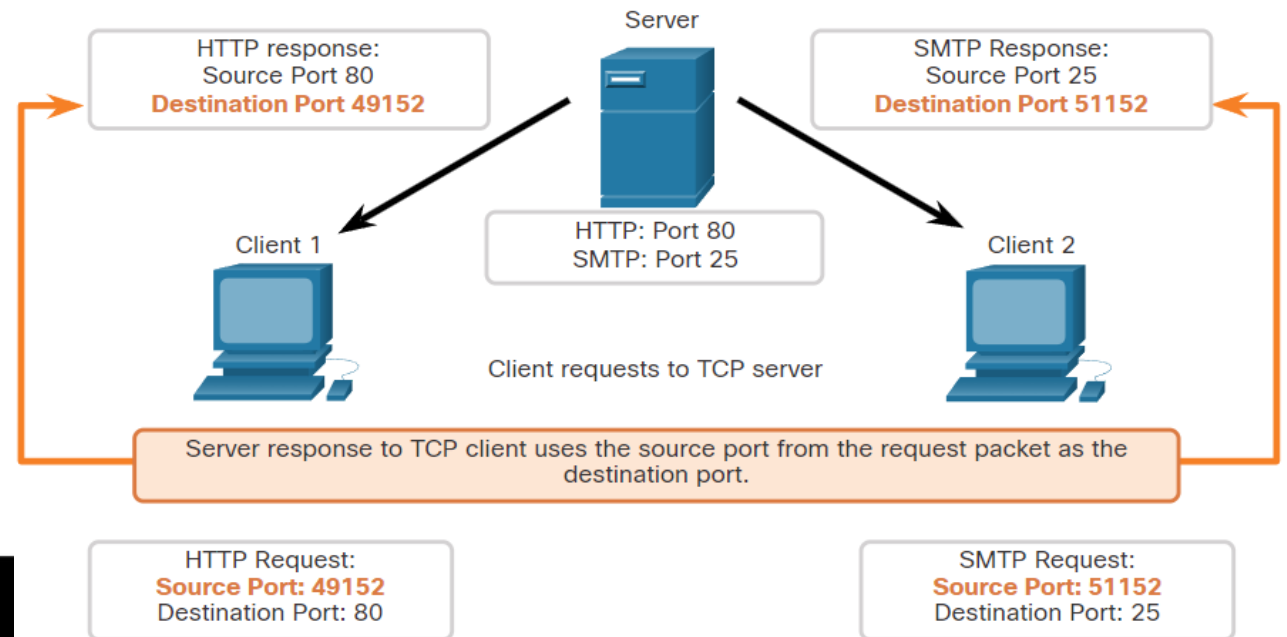 Server
HTTP response:
Source Port 80
Destination Port 49152
SMTP Response:
Source Port 25
Destination Port 51152
HTTP: Port 80
SMTP: Port 25
Client 1
Client 2
Client requests to TCP server
Server response to TCP client uses the source port from the request packet as the
destination port.
HTTP Request:
Source Port: 49152
Destination Port: 80
SMTP Request:
Source Port: 51152
Destination Port: 25